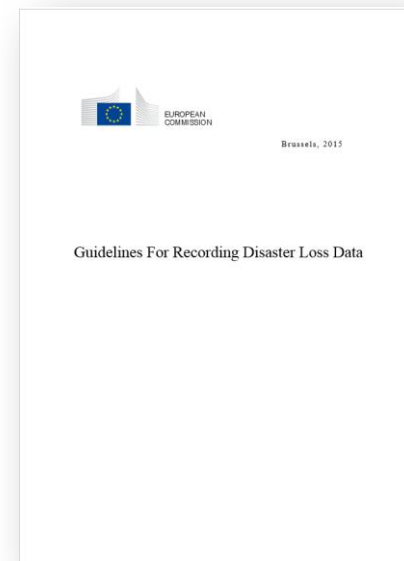 EUROPEAN
COMMISSION
Brussels, 2015
Guidelines For Recording Disaster Loss Data